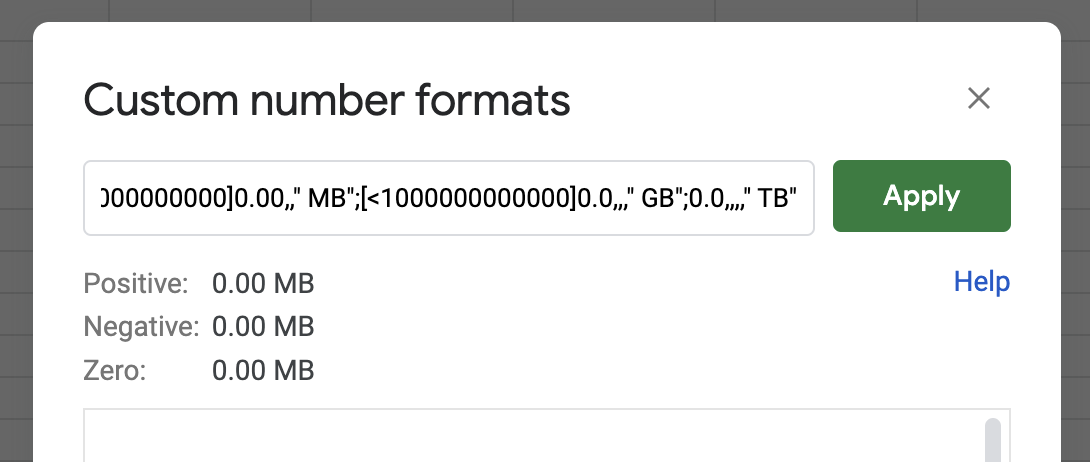 Custom number formats
000000000]0.00,," MB";[<1000000000000]0.0,,," GB";0.0,,,," TB"
Apply
Positive: 0.00 MB
Help
Negative: 0.00 MB
Zero: 0.00 MB